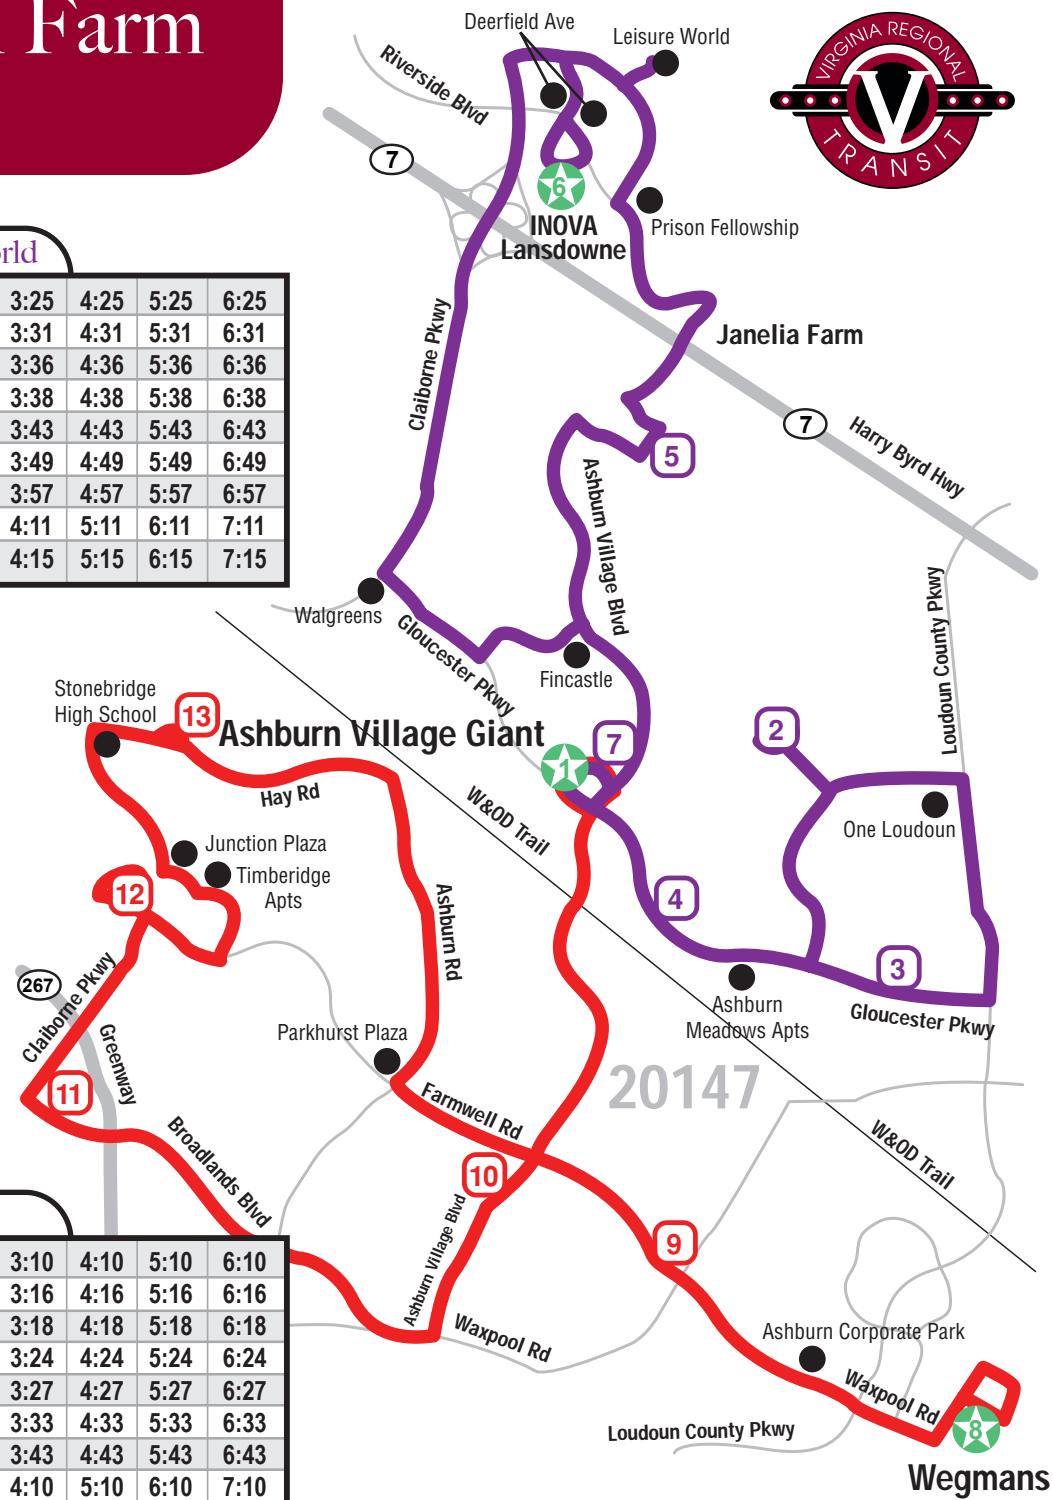 Farm
Deerfield Ave
Leisure World
Riverside Blvd
VIRGINIA REGIONAL
V
TRANSIT
7
6
INOVA
Lansdowne
Prison Fellowship
rld
3:25 4:25 5:25 6:25
3:31 4:31 5:31 6:31
3:36 4:36 5:36 6:36
3:38 4:38 5:38 6:38
3:43 4:43 5:43 6:43
3:49 4:49 5:49 6:49
3:57 4:57 5:57 6:57
4:11 5:11 6:11 7:11
4:15 5:15 6:15 7:15
Claiborne Pkwy
Janelia Farm
7
Harry Byrd Hwy
5
Ashburn Village Blvd
Loudoun County Pkwy
Walgreens
Gloucester Pkwy
Fincastle
Stonebridge
High School
13
Ashburn Village Giant
7
2
1
Hay Rd
W&OD Trail
One Loudoun
Junction Plaza
Timberidge
Apts
12
Ashburn Rd
4
3
267
Claiborne Pkwy
Greenway
Ashburn
Meadows Apts
Gloucester Pkwy
Parkhurst Plaza
20147
11
Farmwell Rd
Broadlands Blvd
W&OD Trail
10
Ashburn Village Blvd
9
3:10 4:10 5:10 6:10
3:16 4:16 5:16 6:16
3:18 4:18 5:18 6:18
3:24 4:24 5:24 6:24
3:27 4:27 5:27 6:27
3:33 4:33 5:33 6:33
3:43 4:43 5:43 6:43
4:10 5:10 6:10 7:10
Waxpool Rd
Ashburn Corporate Park
Waxpool Rd
Loudoun County Pkwy
8
Wegmans